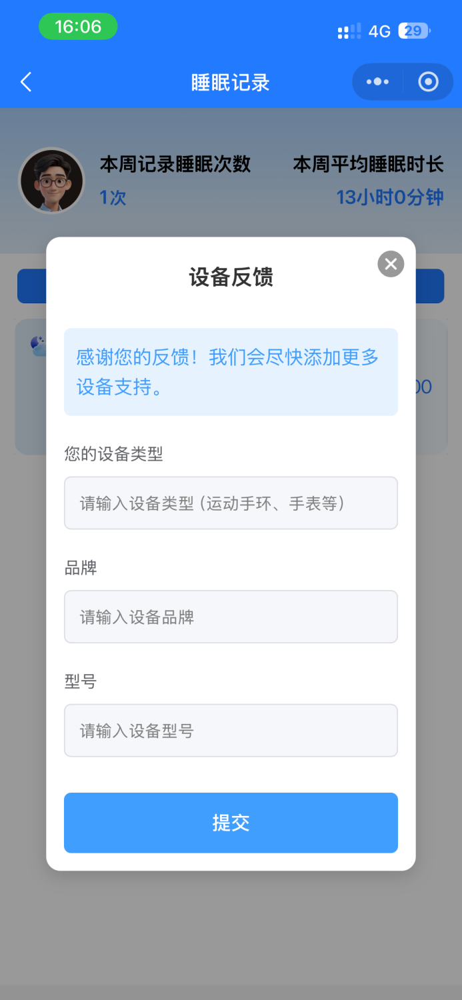 16:06
4G
29
睡眠记录
本周记录睡眠次数
本周平均睡眠时长
1次
13小时0分钟
设备反馈
感谢您的反馈！我们会尽快添加更多
设备支持。
00
您的设备类型
请输入设备类型（运动手环、手表等）
品牌
请输入设备品牌
型号
请输入设备型号
提交